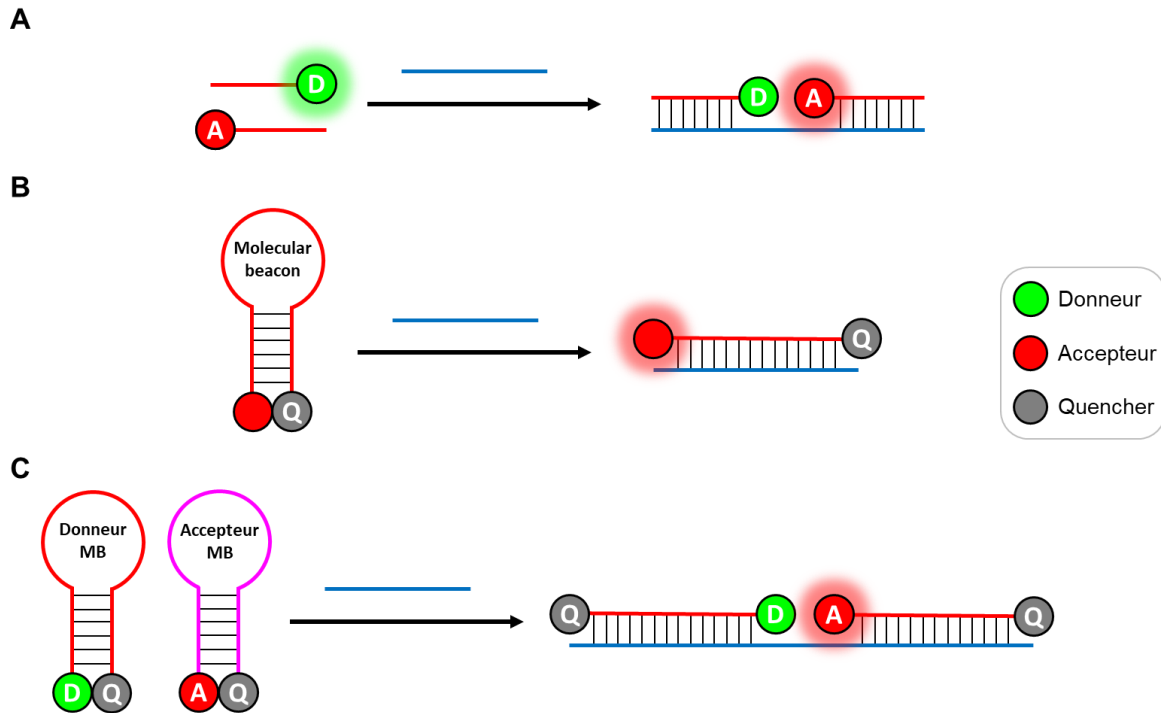 A
D
A
D A
B
Molecular
beacon
Q
Q
Donneur
Accepteur
Q Quencher
C
Donneur
MB
Accepteur
MB
D Q
A Q
Q D A Q